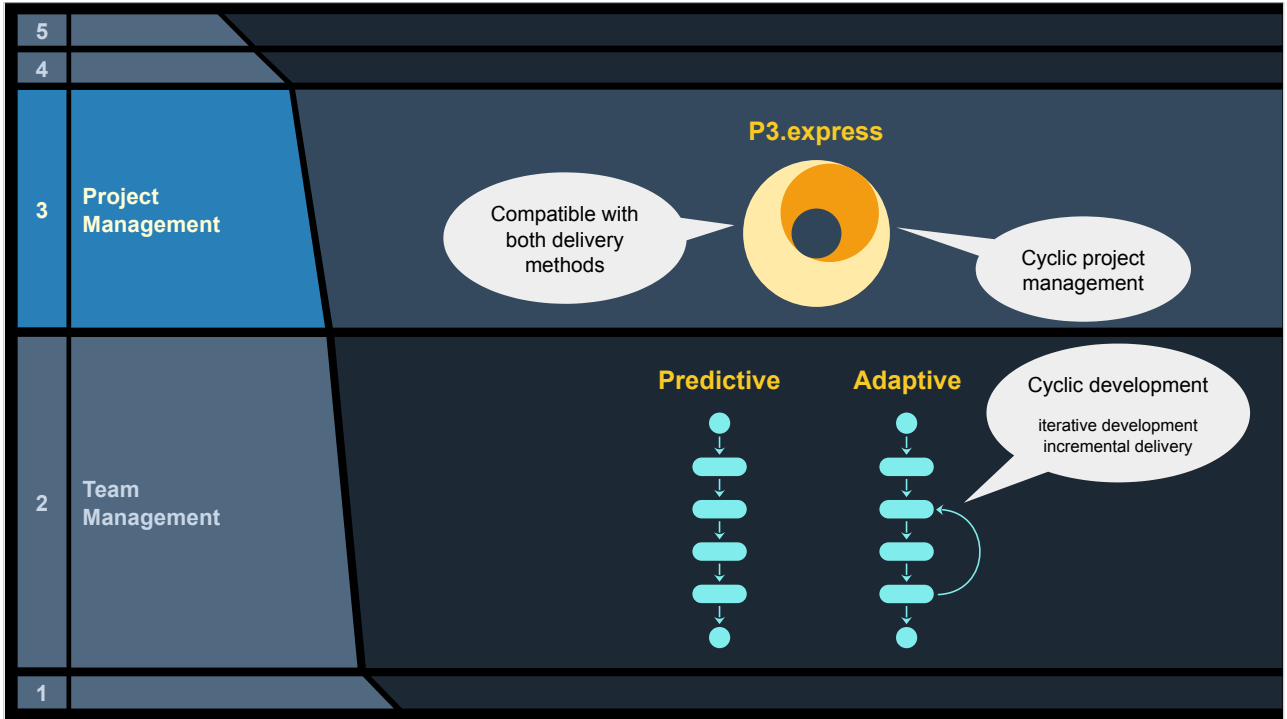 5
4
3
Project
Management
P3.express
Compatible with
both delivery
methods
Cyclic project
management
2
Team
Management
Predictive
Adaptive
Cyclic development
iterative development
incremental delivery
1